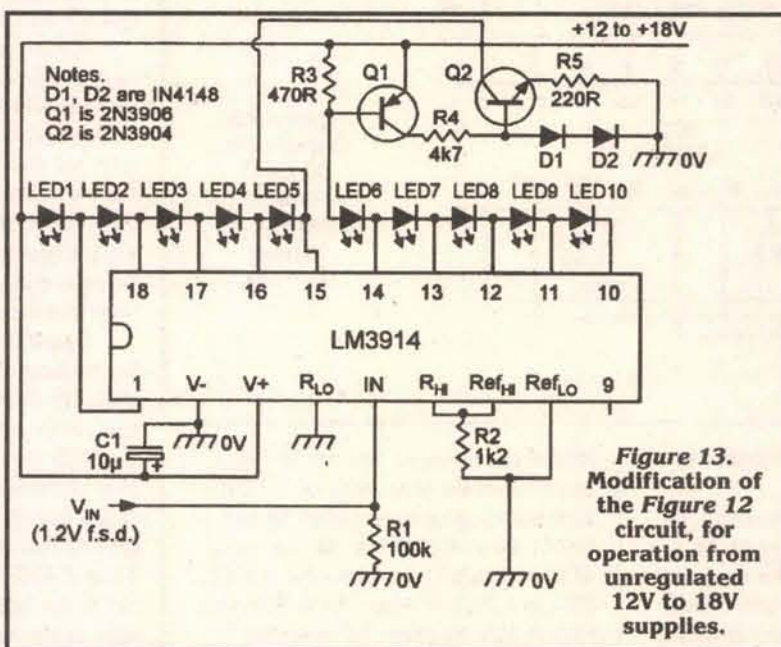 +12 to +18V
Notes.
D1, D2 are IN4148
Q1 is 2N3906
Q2 is 2N3904
R3
470R
Q1
Q2
R5
220R
R4
4k7
D1
D2
0V
LED1
LED2
LED3
LED4
LED5
LED6
LED7
LED8
LED9
LED10
18
17
16
15
14
13
12
11
10
LM3914
1
V-
V+
RLO
IN
RHI
RefHI
RefLO
9
C1
10µ
+
0V
R2
1k2
VIN
(1.2V f.s.d.)
R1
100k
0V
0V
Figure 13.
Modification of
the Figure 12
circuit, for
operation from
unregulated
12V to 18V
supplies.